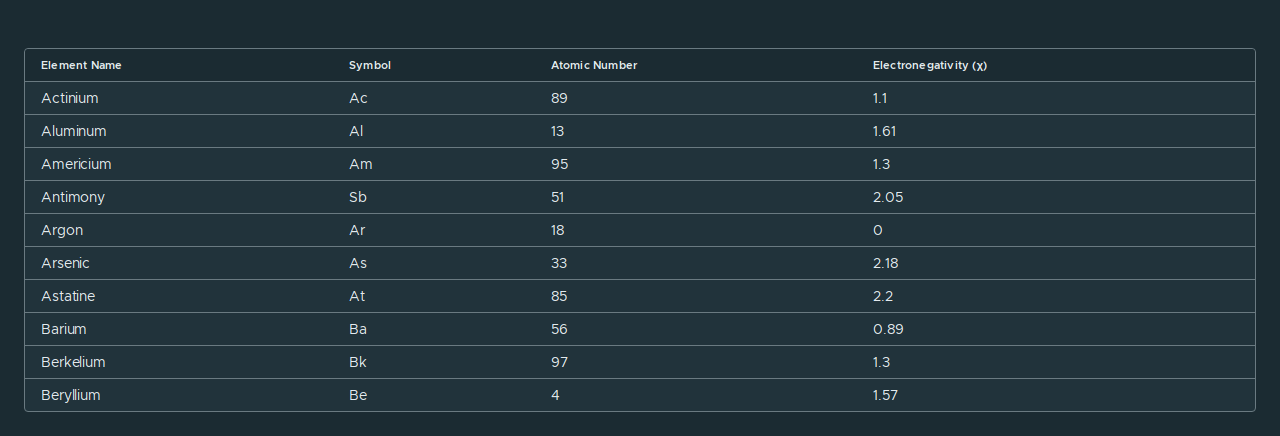 Element Name Symbol Atomic Number Electronegativity (χ)
Actinium Ac 89 1.1
Aluminum Al 13 1.61
Americium Am 95 1.3
Antimony Sb 51 2.05
Argon Ar 18 0
Arsenic As 33 2.18
Astatine At 85 2.2
Barium Ba 56 0.89
Berkelium Bk 97 1.3
Beryllium Be 4 1.57